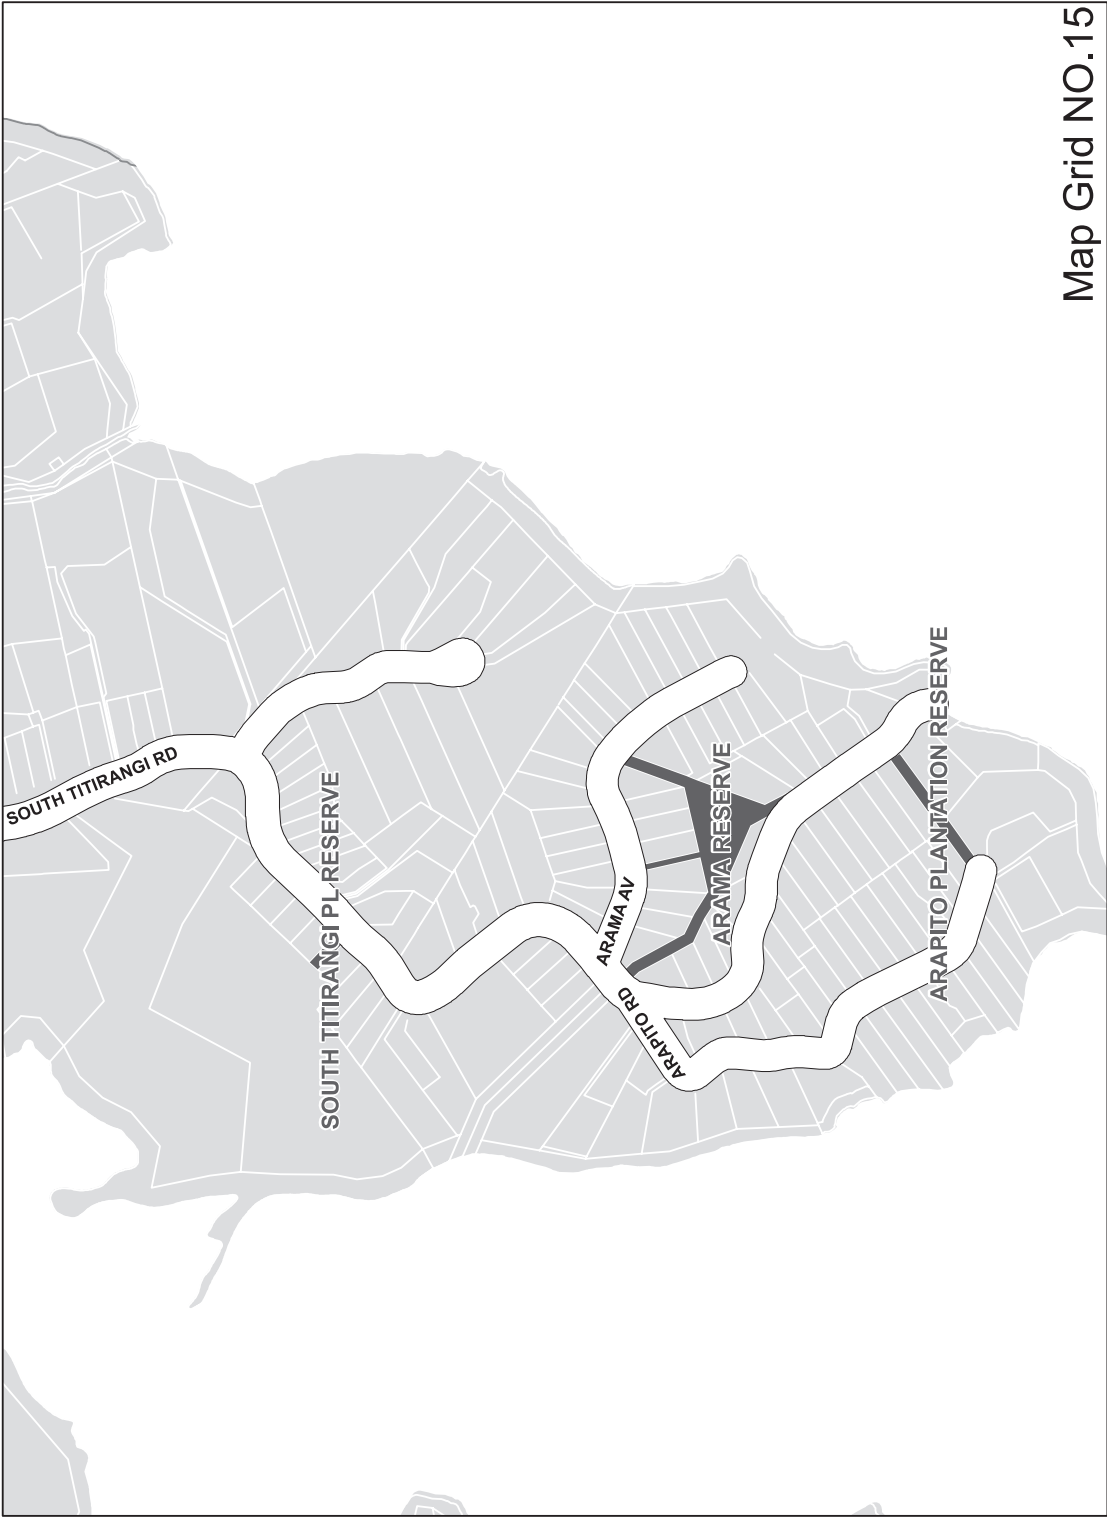 Map Grid NO.15
SOUTH TITIRANGI RD
SOUTH TITIRANGI PL RESERVE
ARAMA AV
ARAMA RESERVE
ARAPITO RD
ARAPITO PLANTATION RESERVE